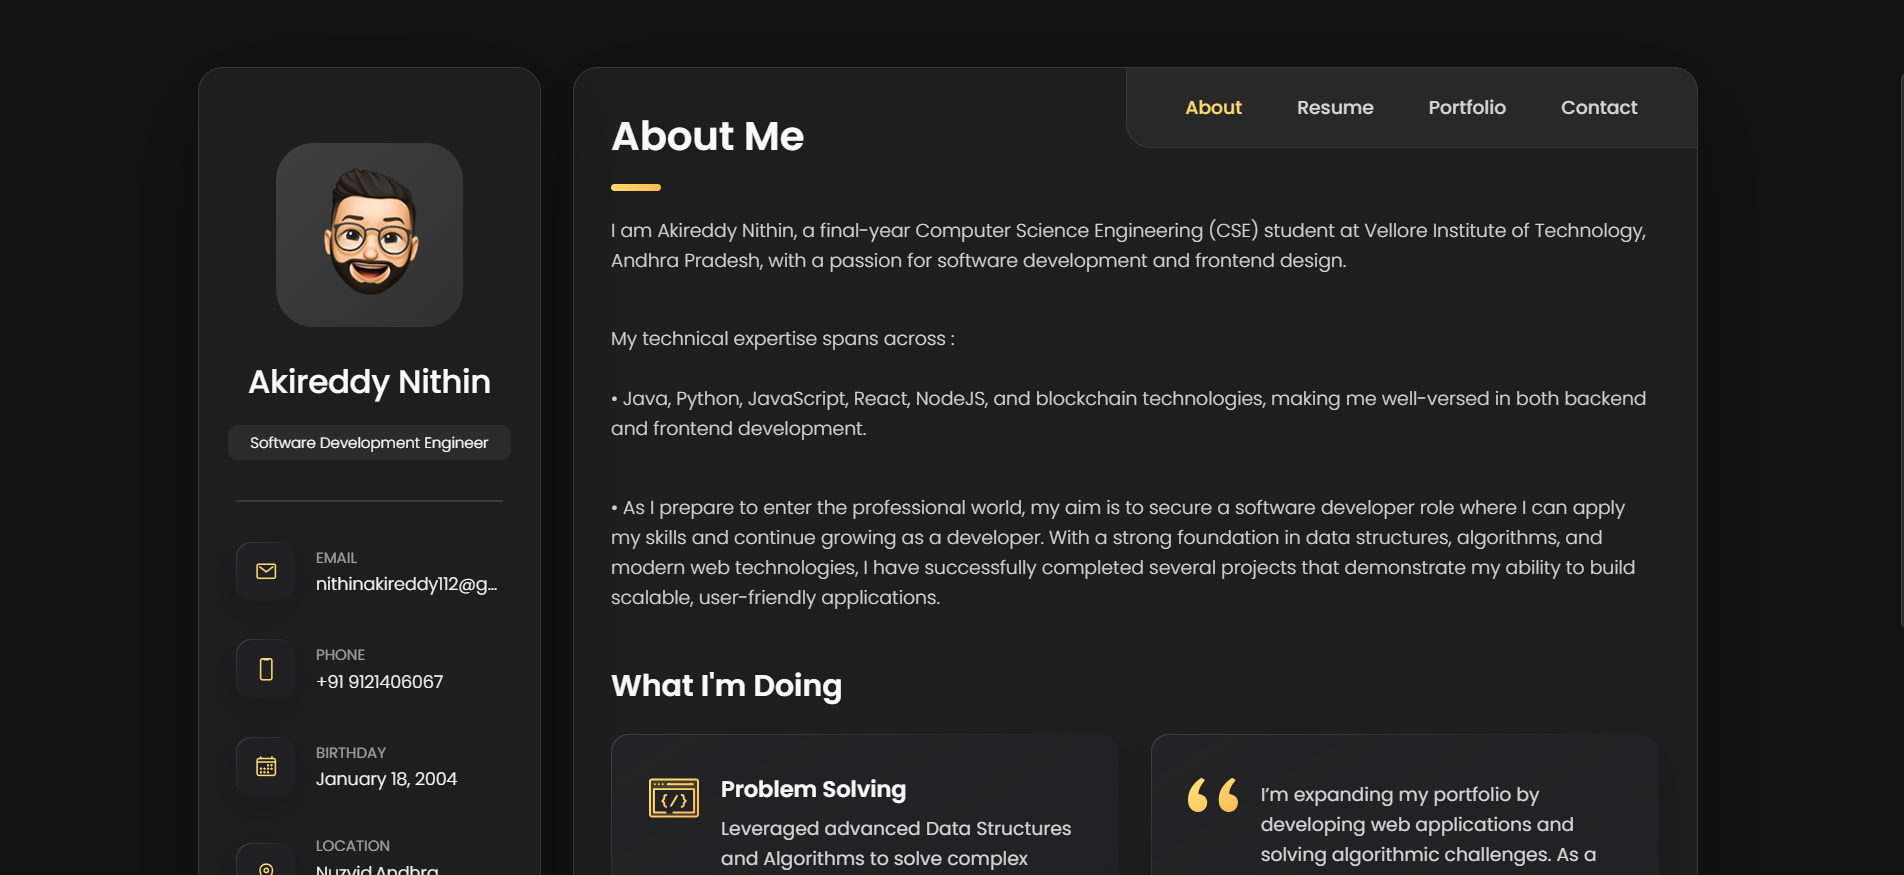 Akireddy Nithin
Software Development Engineer
EMAIL
nithinakireddy112@g...
PHONE
+91 9121406067
BIRTHDAY
January 18, 2004
LOCATION
Nuzvid,Andhra
About
Resume
Portfolio
Contact
About Me
I am Akireddy Nithin, a final-year Computer Science Engineering (CSE) student at Vellore Institute of Technology,
Andhra Pradesh, with a passion for software development and frontend design.
My technical expertise spans across :
• Java, Python, JavaScript, React, NodeJS, and blockchain technologies, making me well-versed in both backend
and frontend development.
• As I prepare to enter the professional world, my aim is to secure a software developer role where I can apply
my skills and continue growing as a developer. With a strong foundation in data structures, algorithms, and
modern web technologies, I have successfully completed several projects that demonstrate my ability to build
scalable, user-friendly applications.
What I'm Doing
Problem Solving
Leveraged advanced Data Structures
and Algorithms to solve complex
I’m expanding my portfolio by
developing web applications and
solving algorithmic challenges. As a